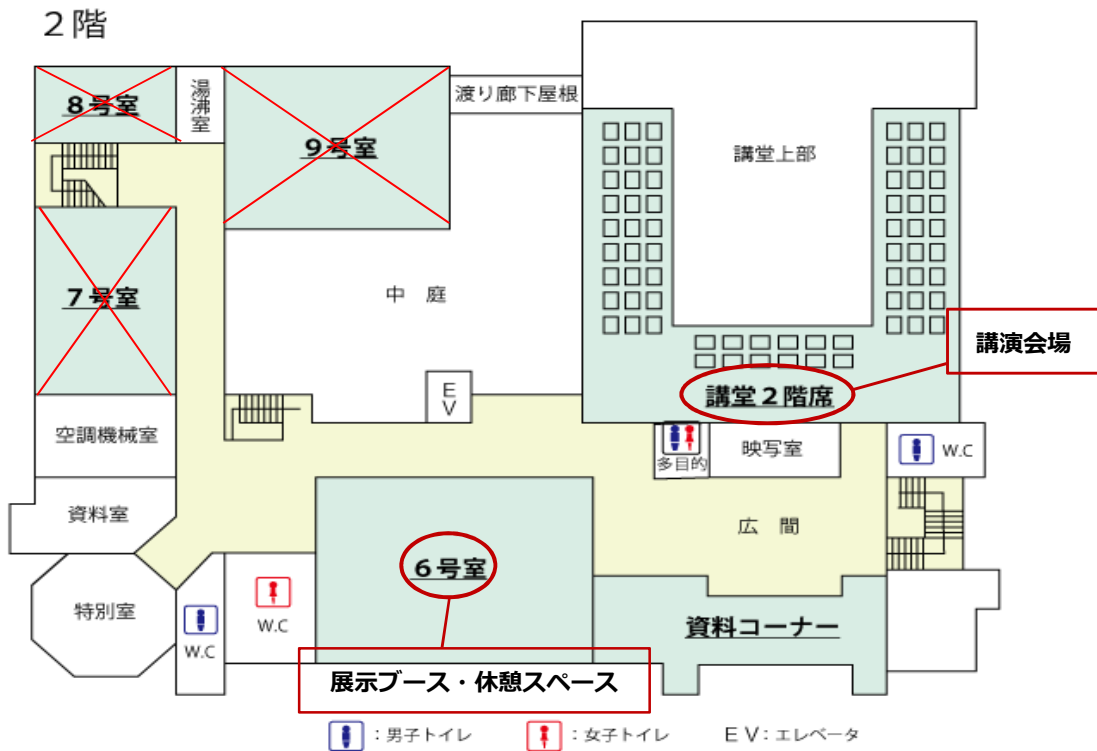 ２階
８号室
湯沸室
９号室
渡り廊下屋根
講堂上部
７号室
中　庭
講演会場
EV
講堂２階席
空調機械室
多目的
映写室
W.C
資料室
広　間
６号室
特別室
W.C
W.C
資料コーナー
展示ブース・休憩スペース
：男子トイレ
：女子トイレ
ＥＶ：エレベータ